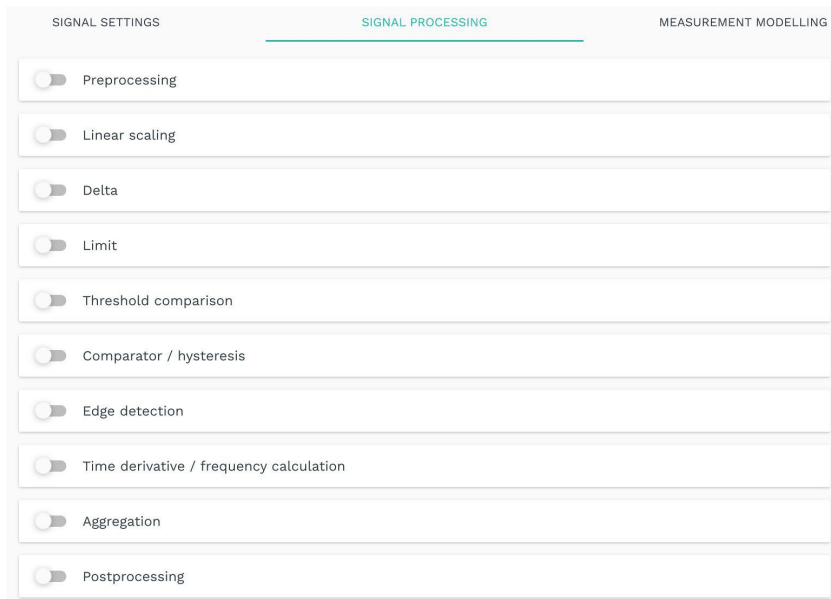 SIGNAL SETTINGS SIGNAL PROCESSING MEASUREMENT MODELLING
Preprocessing
Linear scaling
Delta
Limit
Threshold comparison
Comparator / hysteresis
Edge detection
Time derivative / frequency calculation
Aggregation
Postprocessing